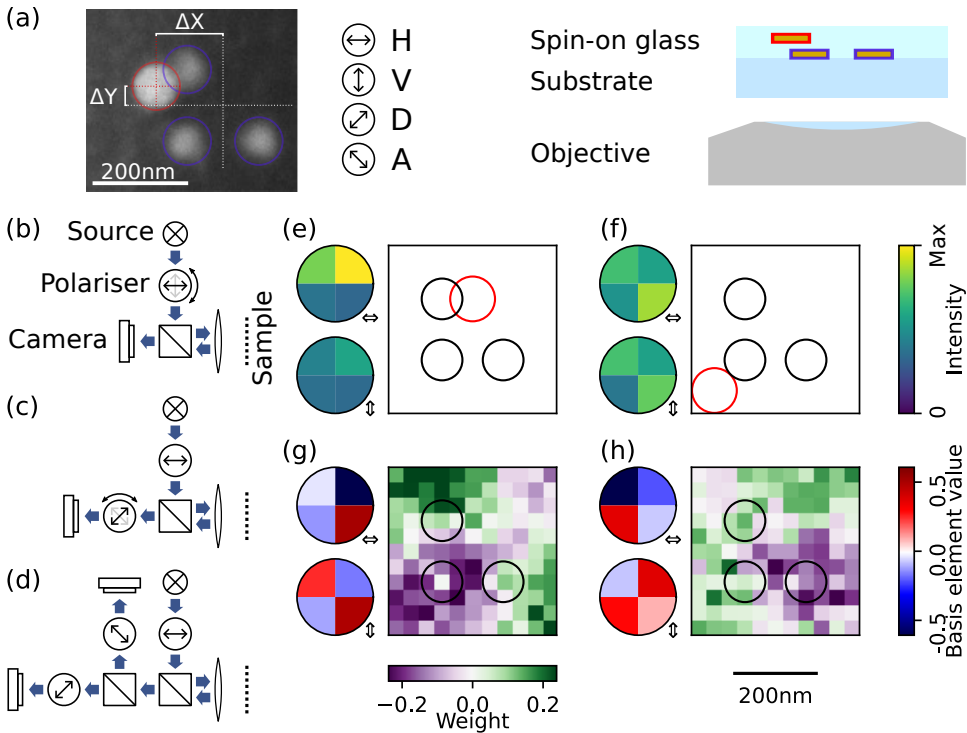 (a)
ΔX
ΔY
200nm
H
V
D
A
Spin-on glass
Substrate
Objective
(b)
Source
Polariser
Camera
Sample
(c)
(d)
(e)
(f)
Max
Intensity
0
(g)
(h)
0.5
0.0
-0.5
Basis element value
−0.2
0.0
0.2
Weight
200nm